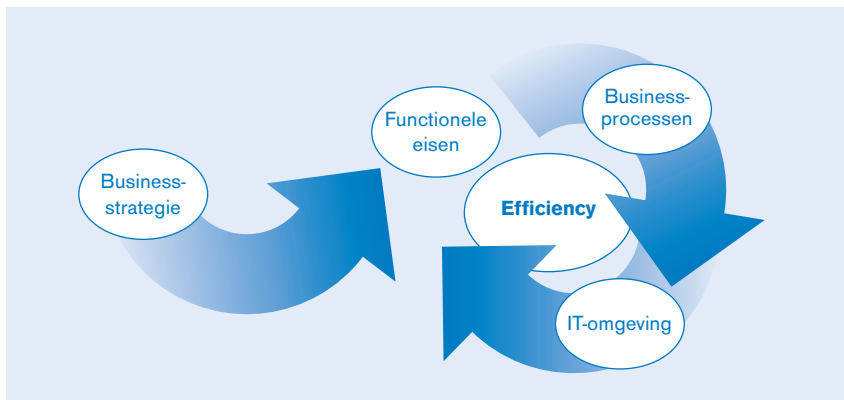 Business-
strategie
Functionele
eisen
Business-
processen
Efficiency
IT-omgeving